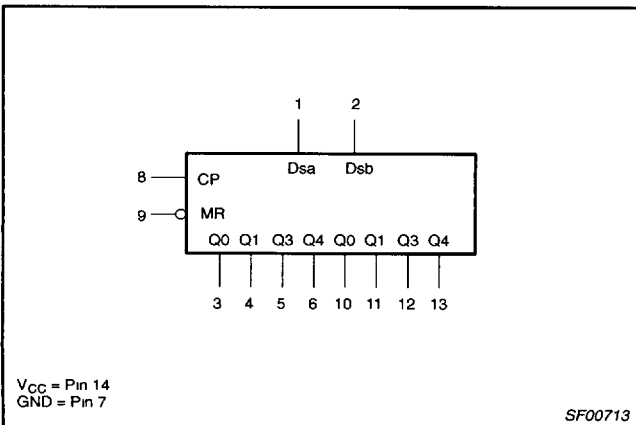 1 2
Dsa Dsb
8 CP
9 MR
Q0 Q1 Q3 Q4 Q0 Q1 Q3 Q4
3 4 5 6 10 11 12 13
VCC = Pin 14
GND = Pin 7
SF00713